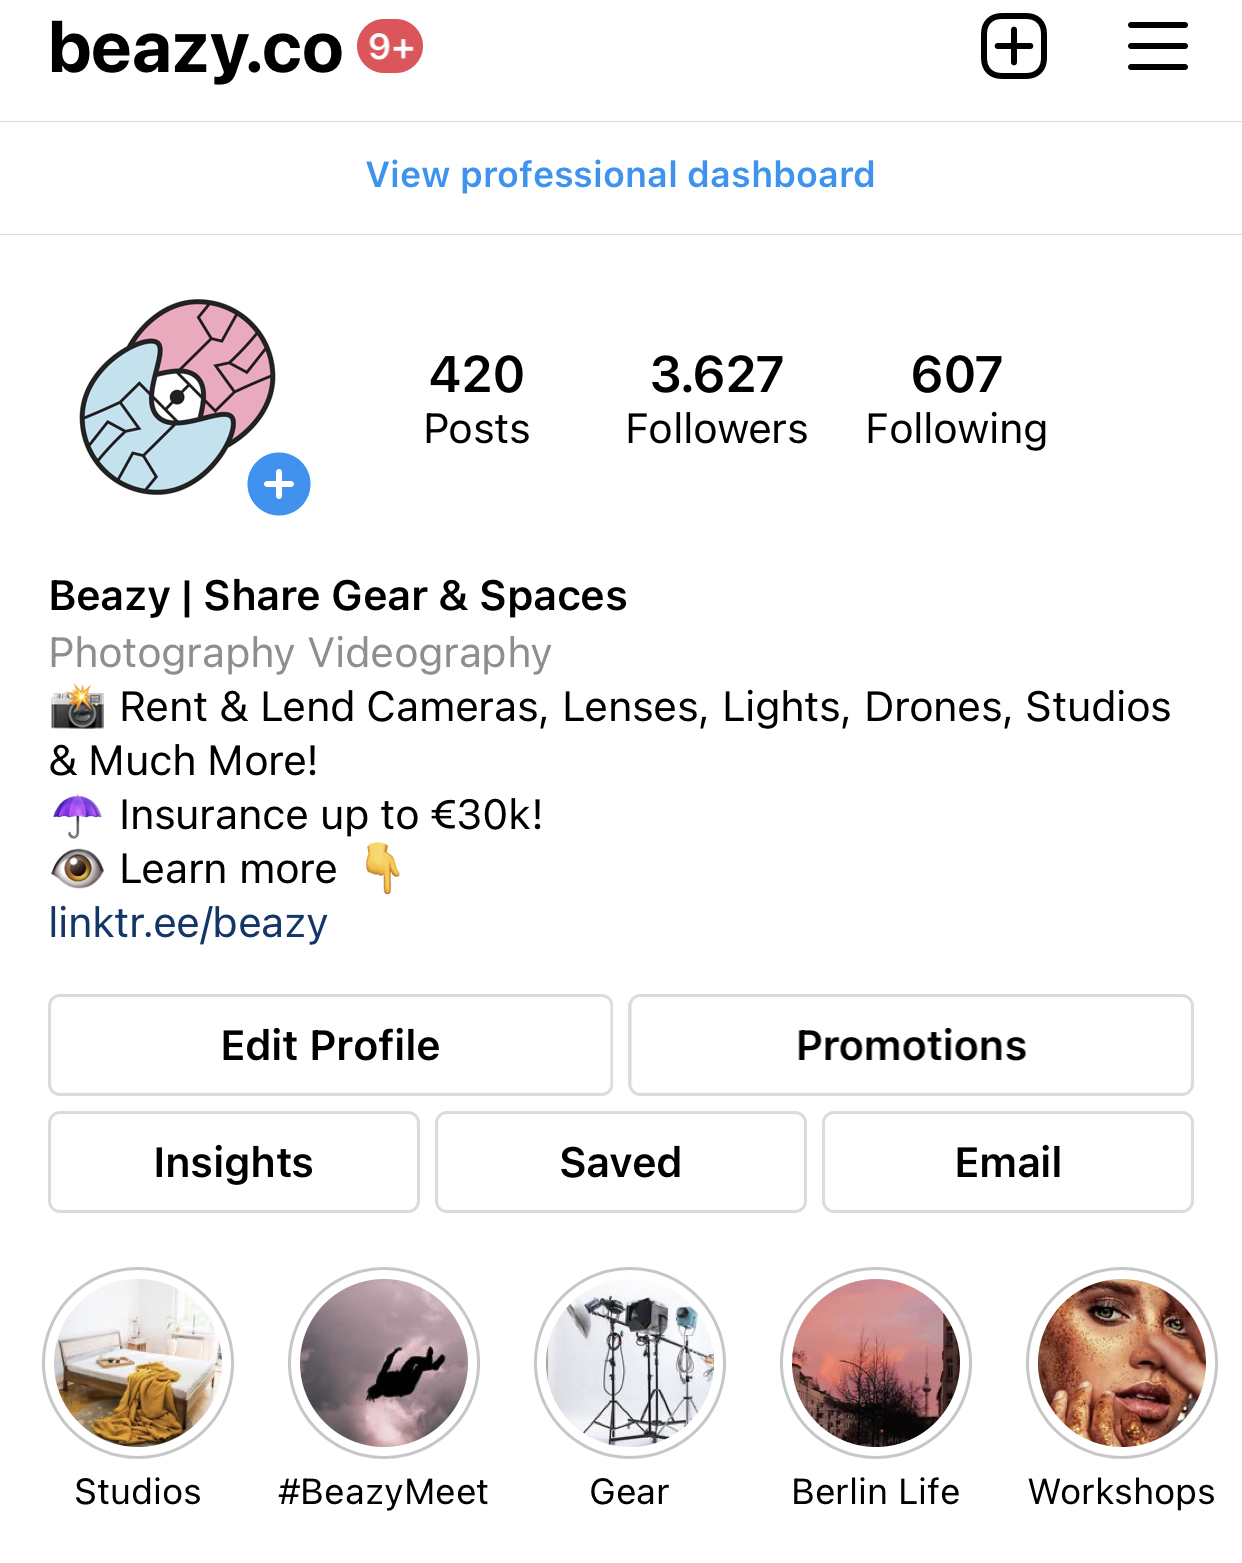 beazy.co 9+
View professional dashboard
420 3.627 607
Posts Followers Following
Beazy | Share Gear & Spaces
Photography Videography
📸 Rent & Lend Cameras, Lenses, Lights, Drones, Studios
& Much More!
☂️ Insurance up to €30k!
👁️ Learn more 👇
linktr.ee/beazy
Edit Profile Promotions
Insights Saved Email
Studios #BeazyMeet Gear Berlin Life Workshops